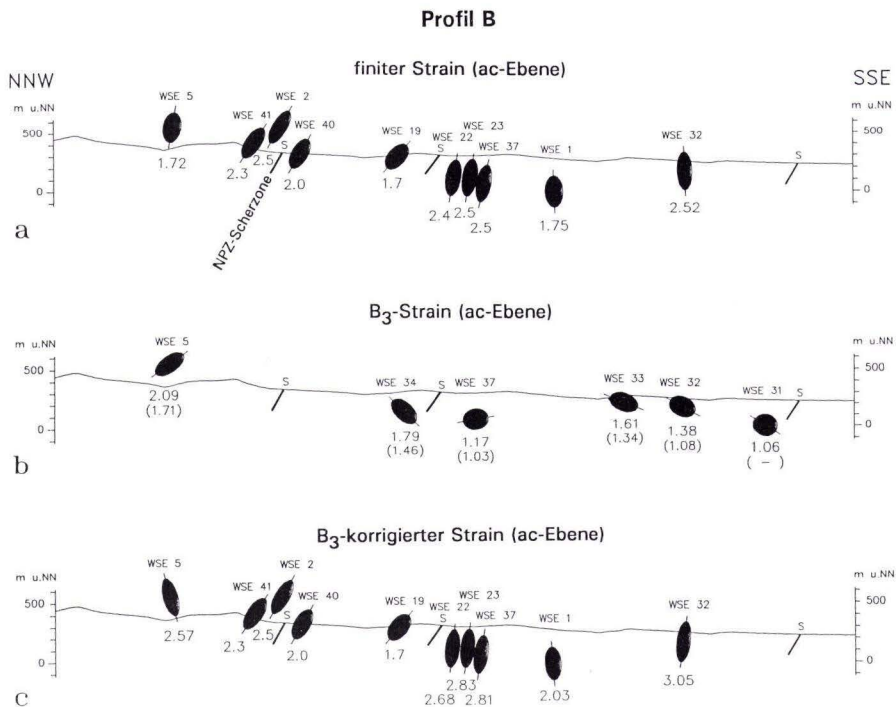 Profil B
finiter Strain (ac-Ebene)
NNW
SSE
m u.NN
m u.NN
500
0
500
0
WSE 5
WSE 41
WSE 2
WSE 40
WSE 19
WSE 22
WSE 23
WSE 37
WSE 1
WSE 32
S
S
S
1.72
2.3
2.5
2.0
1.7
2.4
2.5
2.5
1.75
2.52
NPZ-Scherzone
a
B3-Strain (ac-Ebene)
m u.NN
m u.NN
500
0
500
0
WSE 5
WSE 34
WSE 37
WSE 33
WSE 32
WSE 31
S
S
S
2.09
(1.71)
1.79
(1.46)
1.17
(1.03)
1.61
(1.34)
1.38
(1.08)
1.06
( - )
b
B3-korrigierter Strain (ac-Ebene)
m u.NN
m u.NN
500
0
500
0
WSE 5
WSE 41
WSE 2
WSE 40
WSE 19
WSE 22
WSE 23
WSE 37
WSE 1
WSE 32
S
S
S
2.57
2.3
2.5
2.0
1.7
2.68
2.83
2.81
2.03
3.05
c